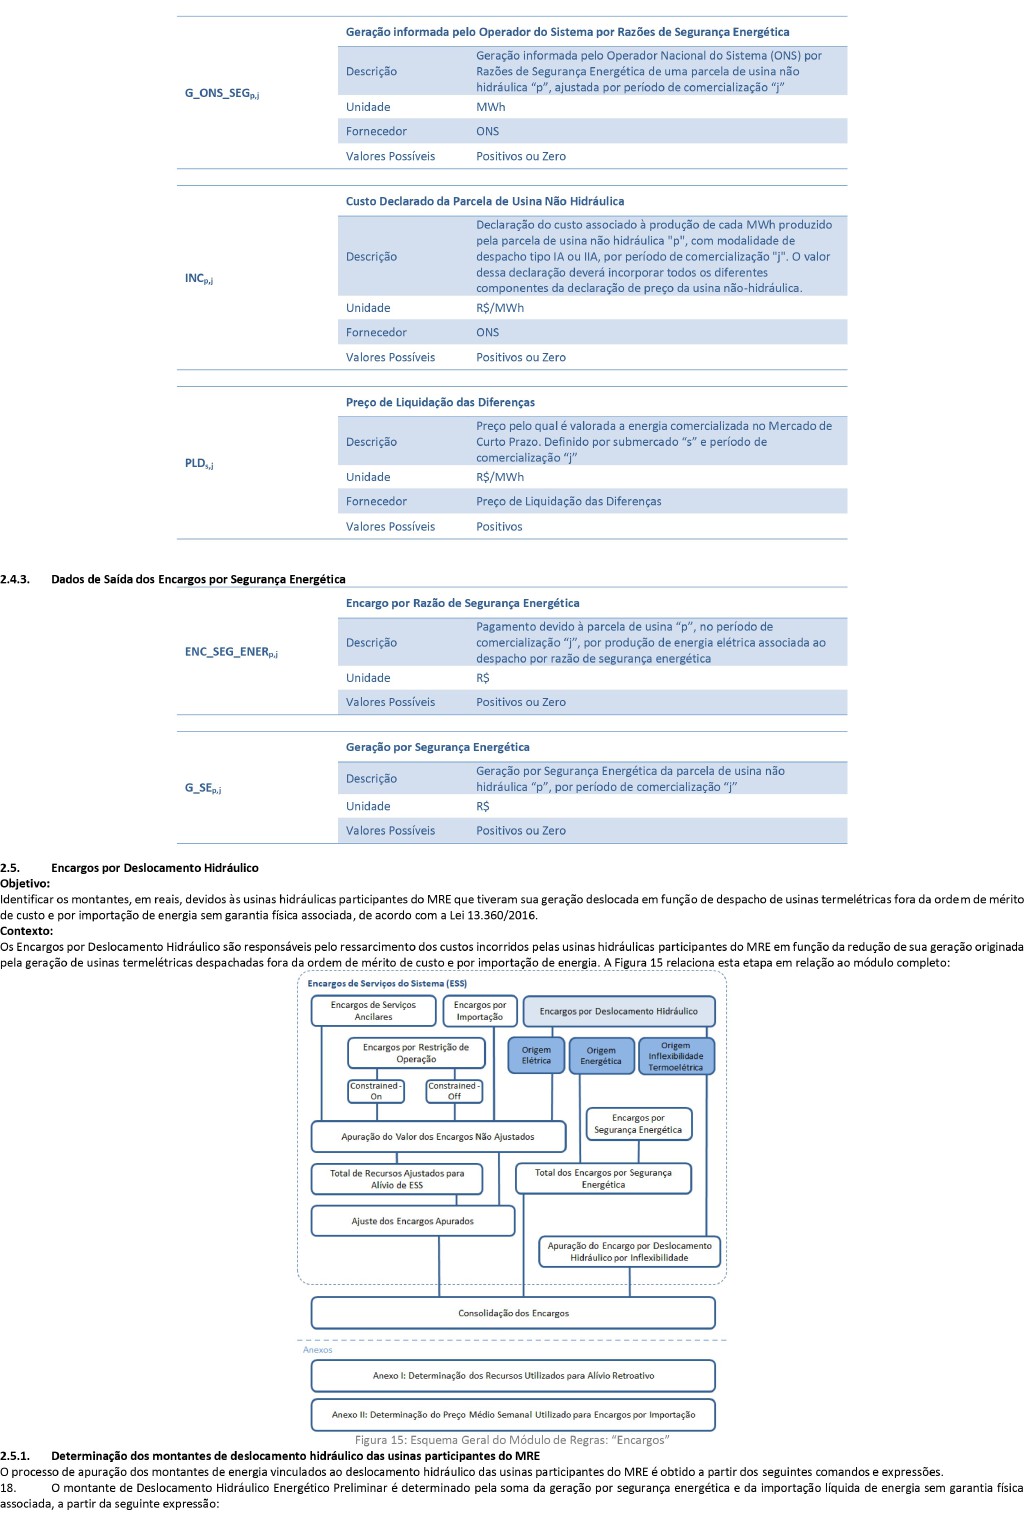 Geração informada pelo Operador do Sistema por Razões de Segurança Energética
G_ONS_SEGp,j
Descrição
Geração informada pelo Operador Nacional do Sistema (ONS) por
Razões de Segurança Energética de uma parcela de usina não
hidráulica “p”, ajustada por período de comercialização “j”
Unidade
MWh
Fornecedor
ONS
Valores Possíveis
Positivos ou Zero
Custo Declarado da Parcela de Usina Não Hidráulica
INCp,j
Descrição
Declaração do custo associado à produção de cada MWh produzido
pela parcela de usina não hidráulica "p", com modalidade de
despacho tipo IA ou IIA, por período de comercialização "j". O valor
dessa declaração deverá incorporar todos os diferentes
componentes da declaração de preço da usina não-hidráulica.
Unidade
R$/MWh
Fornecedor
ONS
Valores Possíveis
Positivos ou Zero
Preço de Liquidação das Diferenças
PLDs,j
Descrição
Preço pelo qual é valorada a energia comercializada no Mercado de
Curto Prazo. Definido por submercado “s” e período de
comercialização “j”
Unidade
R$/MWh
Fornecedor
Preço de Liquidação das Diferenças
Valores Possíveis
Positivos
2.4.3. Dados de Saída dos Encargos por Segurança Energética
Encargo por Razão de Segurança Energética
ENC_SEG_ENERp,j
Descrição
Pagamento devido à parcela de usina “p”, no período de
comercialização “j”, por produção de energia elétrica associada ao
despacho por razão de segurança energética
Unidade
R$
Valores Possíveis
Positivos ou Zero
Geração por Segurança Energética
G_SEp,j
Descrição
Geração por Segurança Energética da parcela de usina não
hidráulica “p”, por período de comercialização “j”
Unidade
R$
Valores Possíveis
Positivos ou Zero
2.5. Encargos por Deslocamento Hidráulico
Objetivo:
Identificar os montantes, em reais, devidos às usinas hidráulicas participantes do MRE que tiveram sua geração deslocada em função de despacho de usinas termelétricas fora da ordem de mérito
de custo e por importação de energia sem garantia física associada, de acordo com a Lei 13.360/2016.
Contexto:
Os Encargos por Deslocamento Hidráulico são responsáveis pelo ressarcimento dos custos incorridos pelas usinas hidráulicas participantes do MRE em função da redução de sua geração originada
pela geração de usinas termelétricas despachadas fora da ordem de mérito de custo e por importação de energia. A Figura 15 relaciona esta etapa em relação ao módulo completo:
Encargos de Serviços do Sistema (ESS)
Encargos de Serviços
Ancilares
Encargos por
Importação
Encargos por Deslocamento Hidráulico
Encargos por Restrição de
Operação
Origem
Elétrica
Origem
Energética
Origem
Inflexibilidade
Termoelétrica
Constrained -
On
Constrained -
Off
Encargos por
Segurança Energética
Apuração do Valor dos Encargos Não Ajustados
Total de Recursos Ajustados para
Alívio de ESS
Total dos Encargos por Segurança
Energética
Ajuste dos Encargos Apurados
Apuração do Encargo por Deslocamento
Hidráulico por Inflexibilidade
Consolidação dos Encargos
Anexos
Anexo I: Determinação dos Recursos Utilizados para Alívio Retroativo
Anexo II: Determinação do Preço Médio Semanal Utilizado para Encargos por Importação
Figura 15: Esquema Geral do Módulo de Regras: “Encargos”
2.5.1. Determinação dos montantes de deslocamento hidráulico das usinas participantes do MRE
O processo de apuração dos montantes de energia vinculados ao deslocamento hidráulico das usinas participantes do MRE é obtido a partir dos seguintes comandos e expressões.
18. O montante de Deslocamento Hidráulico Energético Preliminar é determinado pela soma da geração por segurança energética e da importação líquida de energia sem garantia física
associada, a partir da seguinte expressão: